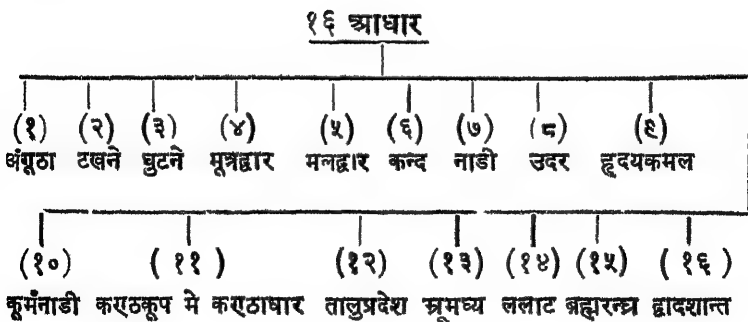 १६ आधार
(१) (२) (३) (४) (५) (६) (७) (८) (९)
अंगूठा टखने घुटने मूत्रद्वार मलद्वार कन्द नाडी उदर हृदयकमल
(१०) (११) (१२) (१३) (१४) (१५) (१६)
कूर्मनाडी कण्ठकूप मे कण्ठाधार तालुप्रदेश भ्रूमध्य ललाट ब्रह्मरन्ध्र द्वादशान्त